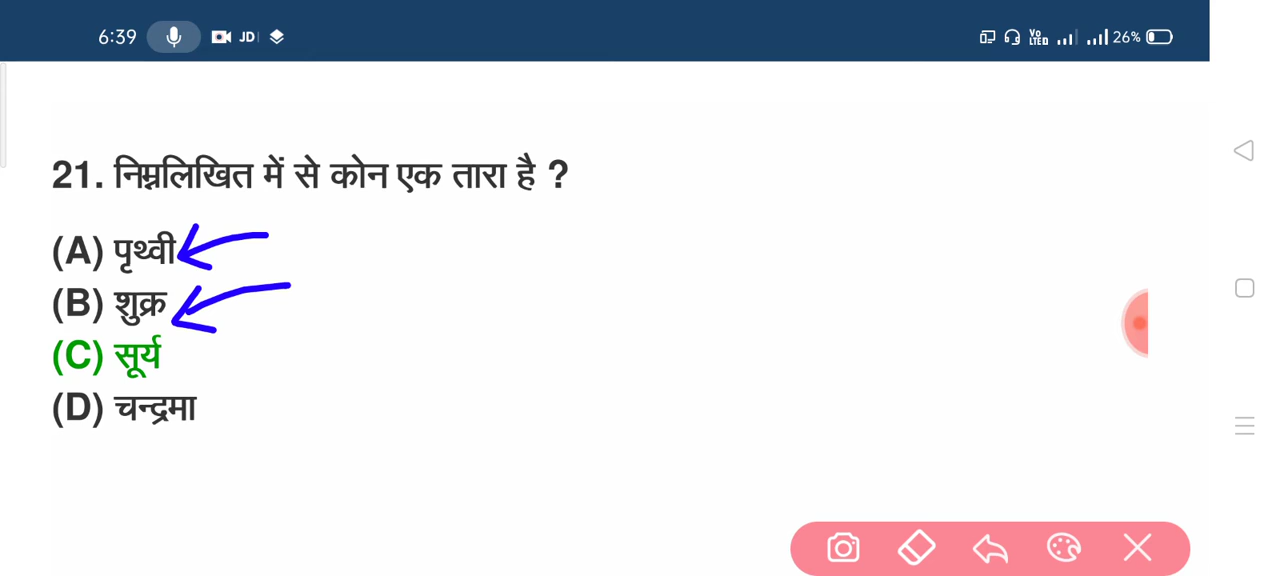 6:39 JD 26%
21. निम्नलिखित में से कोन एक तारा है ?
(A) पृथ्वी
(B) शुक्र
(C) सूर्य
(D) चन्द्रमा